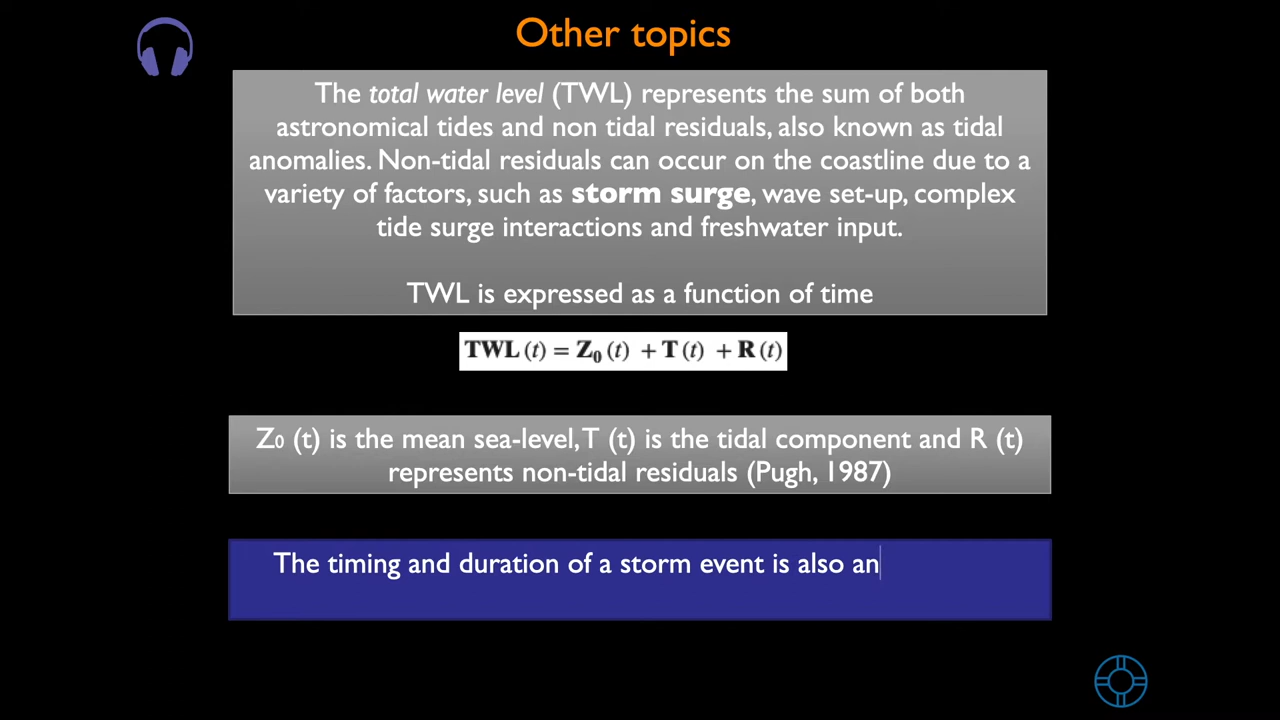 Other topics
The total water level (TWL) represents the sum of both
astronomical tides and non tidal residuals, also known as tidal
anomalies. Non-tidal residuals can occur on the coastline due to a
variety of factors, such as storm surge, wave set-up, complex
tide surge interactions and freshwater input.
TWL is expressed as a function of time
TWL (t) = Z₀ (t) + T (t) + R (t)
Z₀ (t) is the mean sea-level, T (t) is the tidal component and R (t)
represents non-tidal residuals (Pugh, 1987)
The timing and duration of a storm event is also an